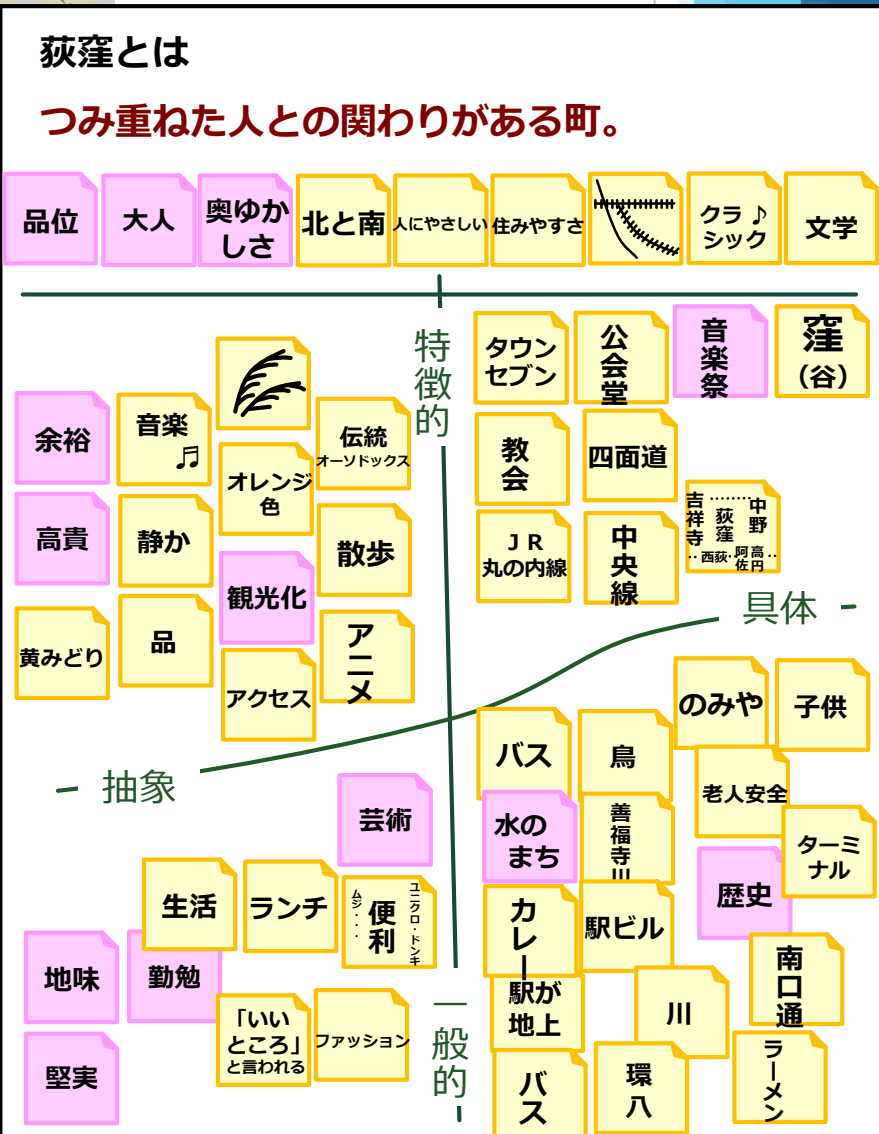 荻窪とは
つみ重ねた人との関わりがある町。
品位
大人
奥ゆか
しさ
北と南
人にやさしい
住みやすさ
クラ♪
シック
文学
特徴的
タウン
セブン
公会堂
音楽祭
窪
（谷）
余裕
音楽
♬
伝統
オーソドックス
オレンジ
色
教会
四面道
高貴
静か
散歩
観光化
ＪＲ
丸の内線
中央線
吉祥寺
………
荻窪
中野
‥西荻‥阿佐
高円‥
黄みどり
品
アニメ
アクセス
具体
抽象
のみや
子供
バス
鳥
老人安全
芸術
水の
まち
善福寺川
ターミ
ナル
歴史
生活
ランチ
便利
ユニクロ・ドンキ
ムジ・・・
カレー
駅ビル
地味
勤勉
「いい
ところ」
と言われる
ファッション
駅が
地上
川
南口通
一般的
堅実
バス
環八
ラーメン